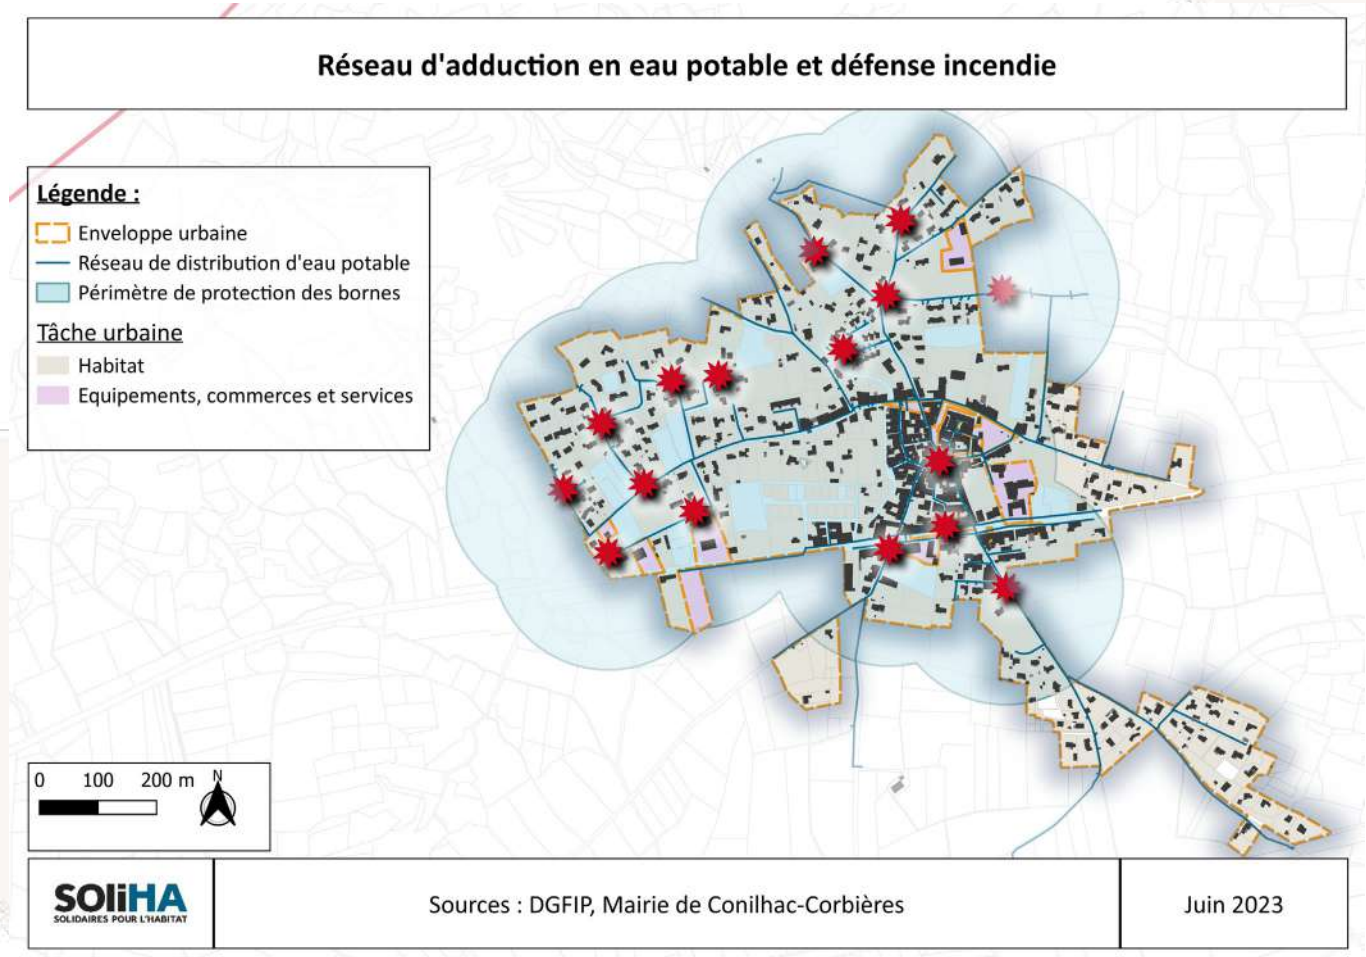 Réseau d'adduction en eau potable et défense incendie
Légende :
Enveloppe urbaine
Réseau de distribution d'eau potable
Périmètre de protection des bornes
Tâche urbaine
Habitat
Equipements, commerces et services
0 100 200 m N
SOliHA
SOLIDAIRES POUR L'HABITAT
Sources : DGFIP, Mairie de Conilhac-Corbières
Juin 2023